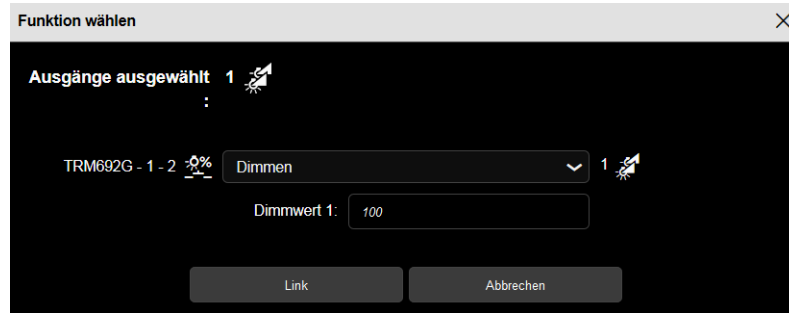 Funktion wählen
Ausgänge ausgewählt 1
:
TRM692G - 1 - 2 % Dimmen 1
Dimmwert 1: 100
Link Abbrechen